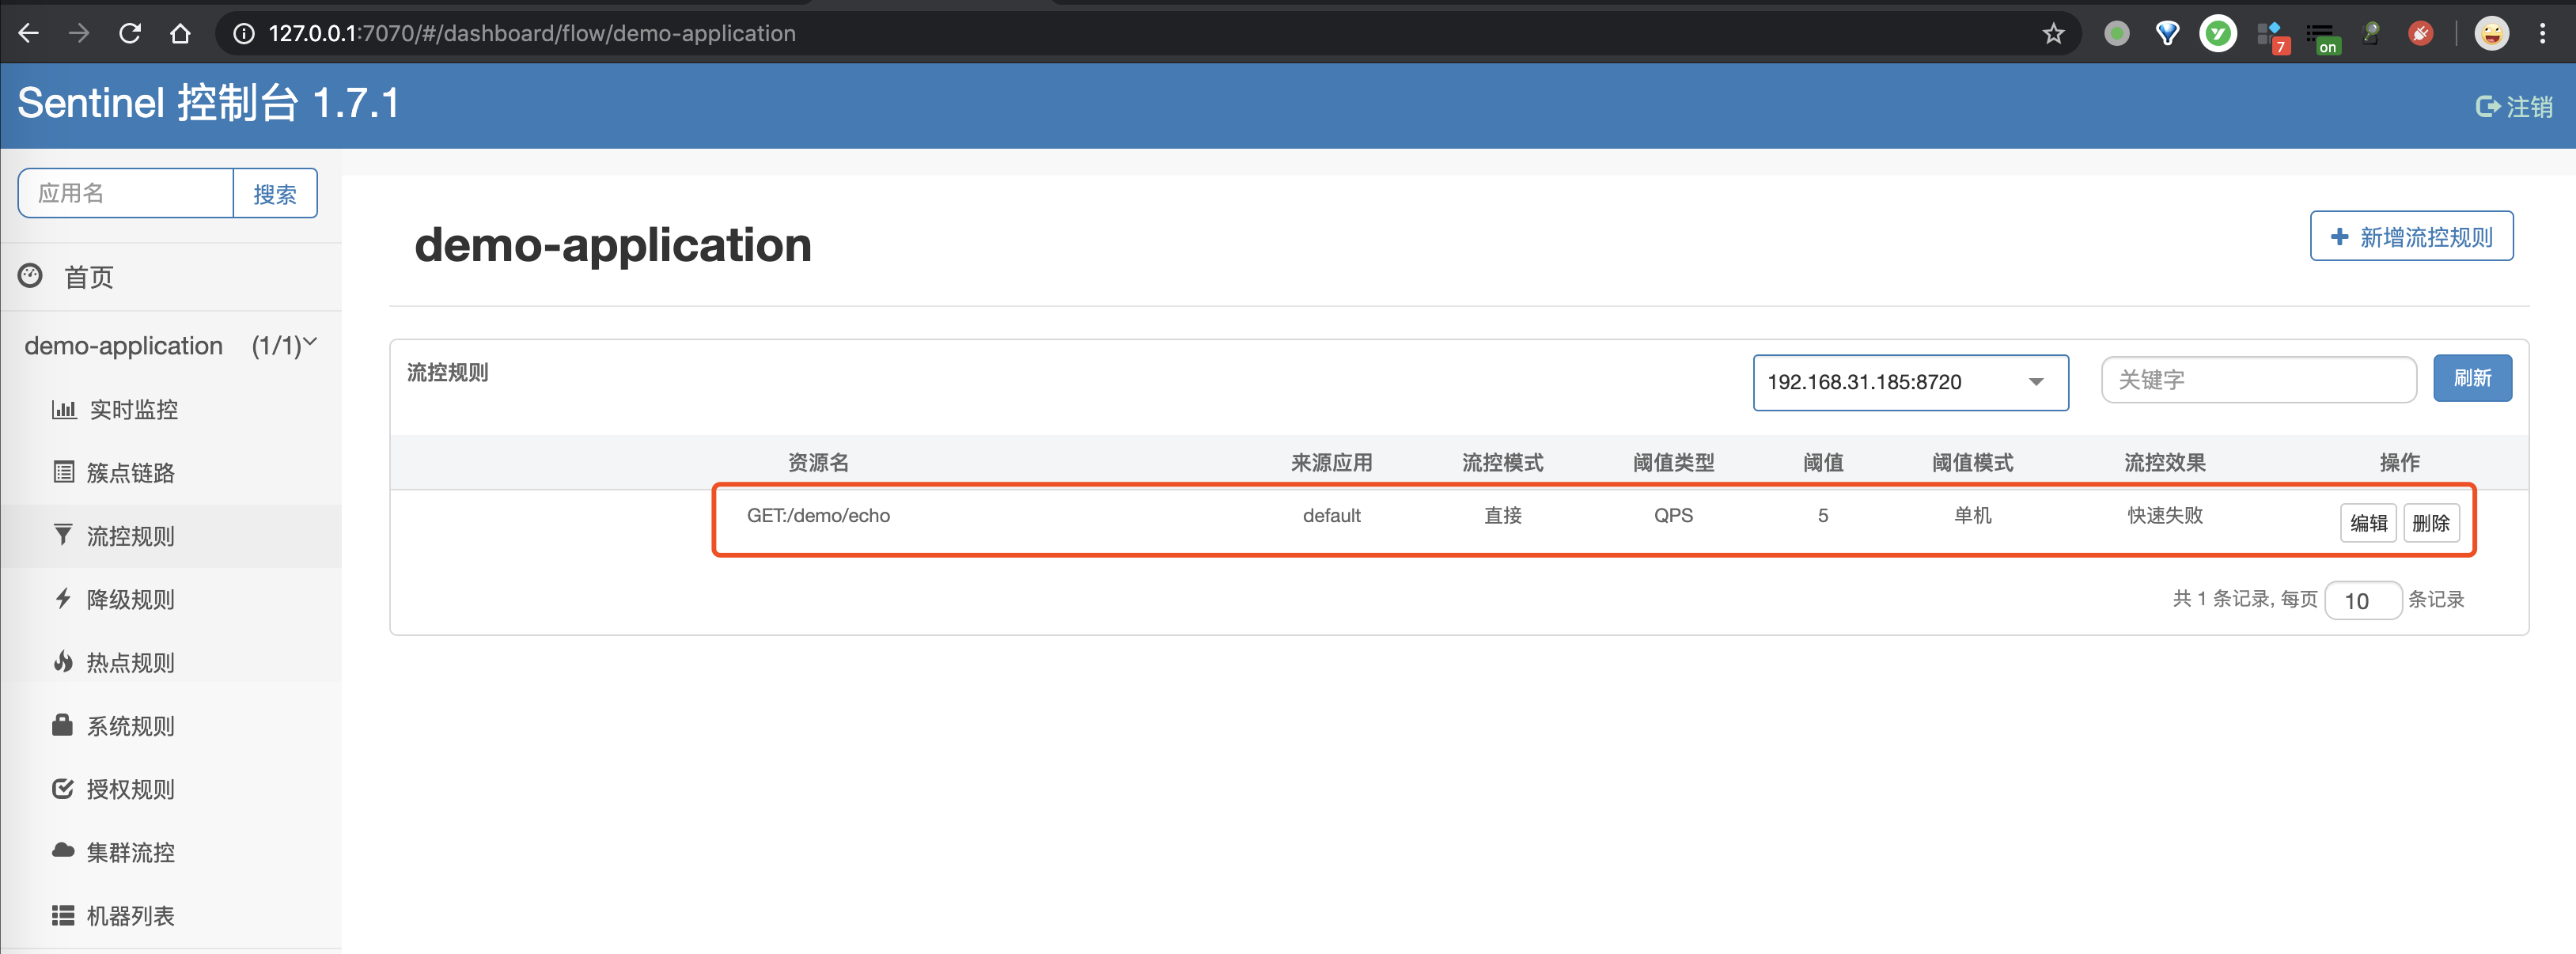 127.0.0.1:7070/#/dashboard/flow/demo-application
7
on
Sentinel 控制台 1.7.1
注销
应用名
搜索
首页
demo-application (1/1)
实时监控
簇点链路
流控规则
降级规则
热点规则
系统规则
授权规则
集群流控
机器列表
demo-application
新增流控规则
流控规则
192.168.31.185:8720
关键字
刷新
资源名 来源应用 流控模式 阈值类型 阈值 阈值模式 流控效果 操作
GET:/demo/echo default 直接 QPS 5 单机 快速失败 编辑 删除
共 1 条记录, 每页 10 条记录